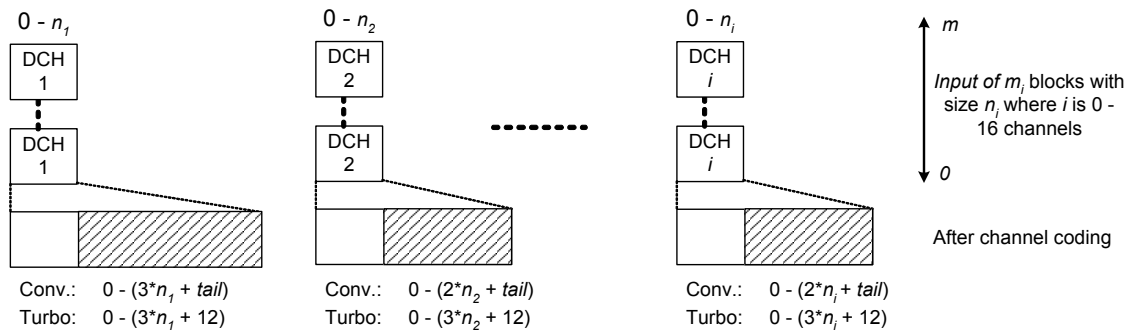 0 - n₁
0 - n₂
0 - nᵢ
m
DCH
1
DCH
2
DCH
i
Input of mᵢ blocks with
size nᵢ where i is 0 -
16 channels
DCH
1
DCH
2
DCH
i
0
After channel coding
Conv.: 0 - (3*n₁ + tail)
Turbo: 0 - (3*n₁ + 12)
Conv.: 0 - (2*n₂ + tail)
Turbo: 0 - (3*n₂ + 12)
Conv.: 0 - (2*nᵢ + tail)
Turbo: 0 - (3*nᵢ + 12)